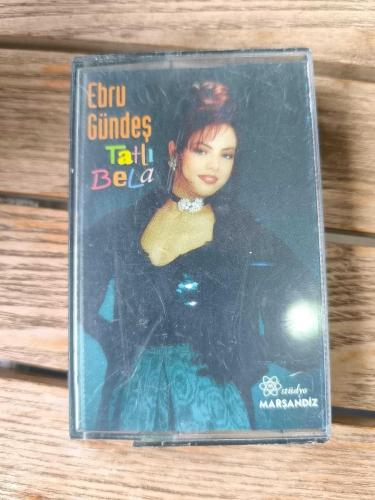 Ebru
Gündeş
Tatlı
BeLa
stüdyo
MARŞANDİZ